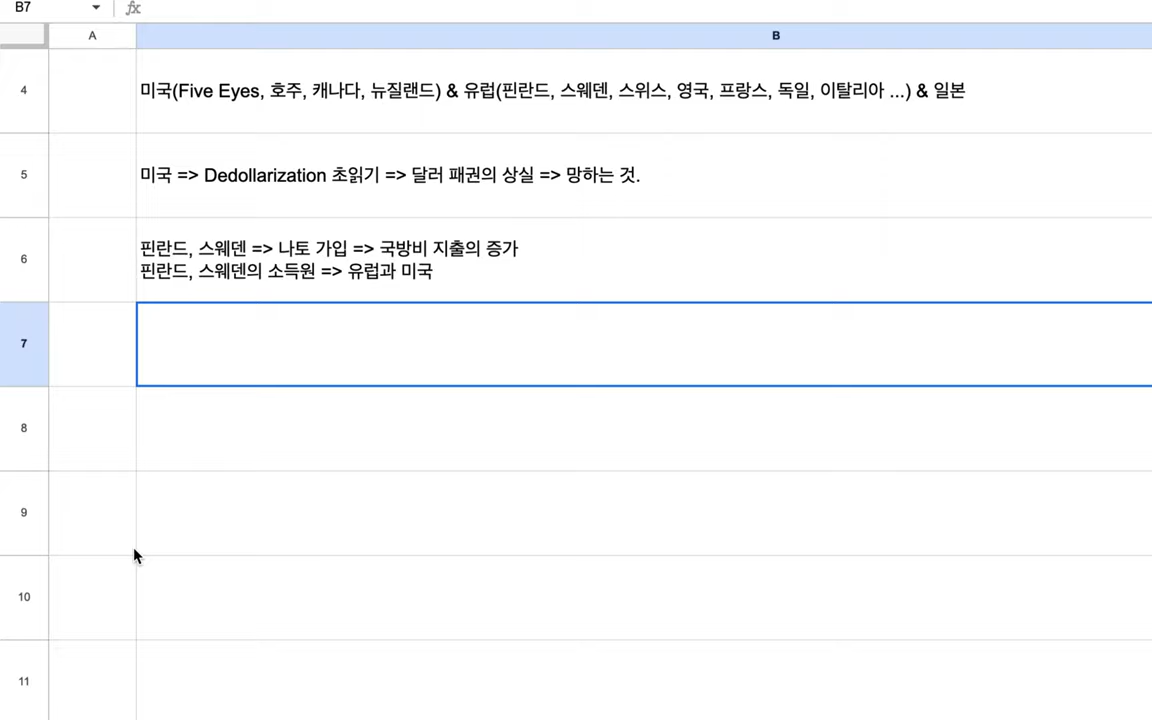 B7
A
B
4
미국(Five Eyes, 호주, 캐나다, 뉴질랜드) & 유럽(핀란드, 스웨덴, 스위스, 영국, 프랑스, 독일, 이탈리아 ...) & 일본
5
미국 => Dedollarization 초읽기 => 달러 패권의 상실 => 망하는 것.
6
핀란드, 스웨덴 => 나토 가입 => 국방비 지출의 증가
핀란드, 스웨덴의 소득원 => 유럽과 미국
7
8
9
10
11